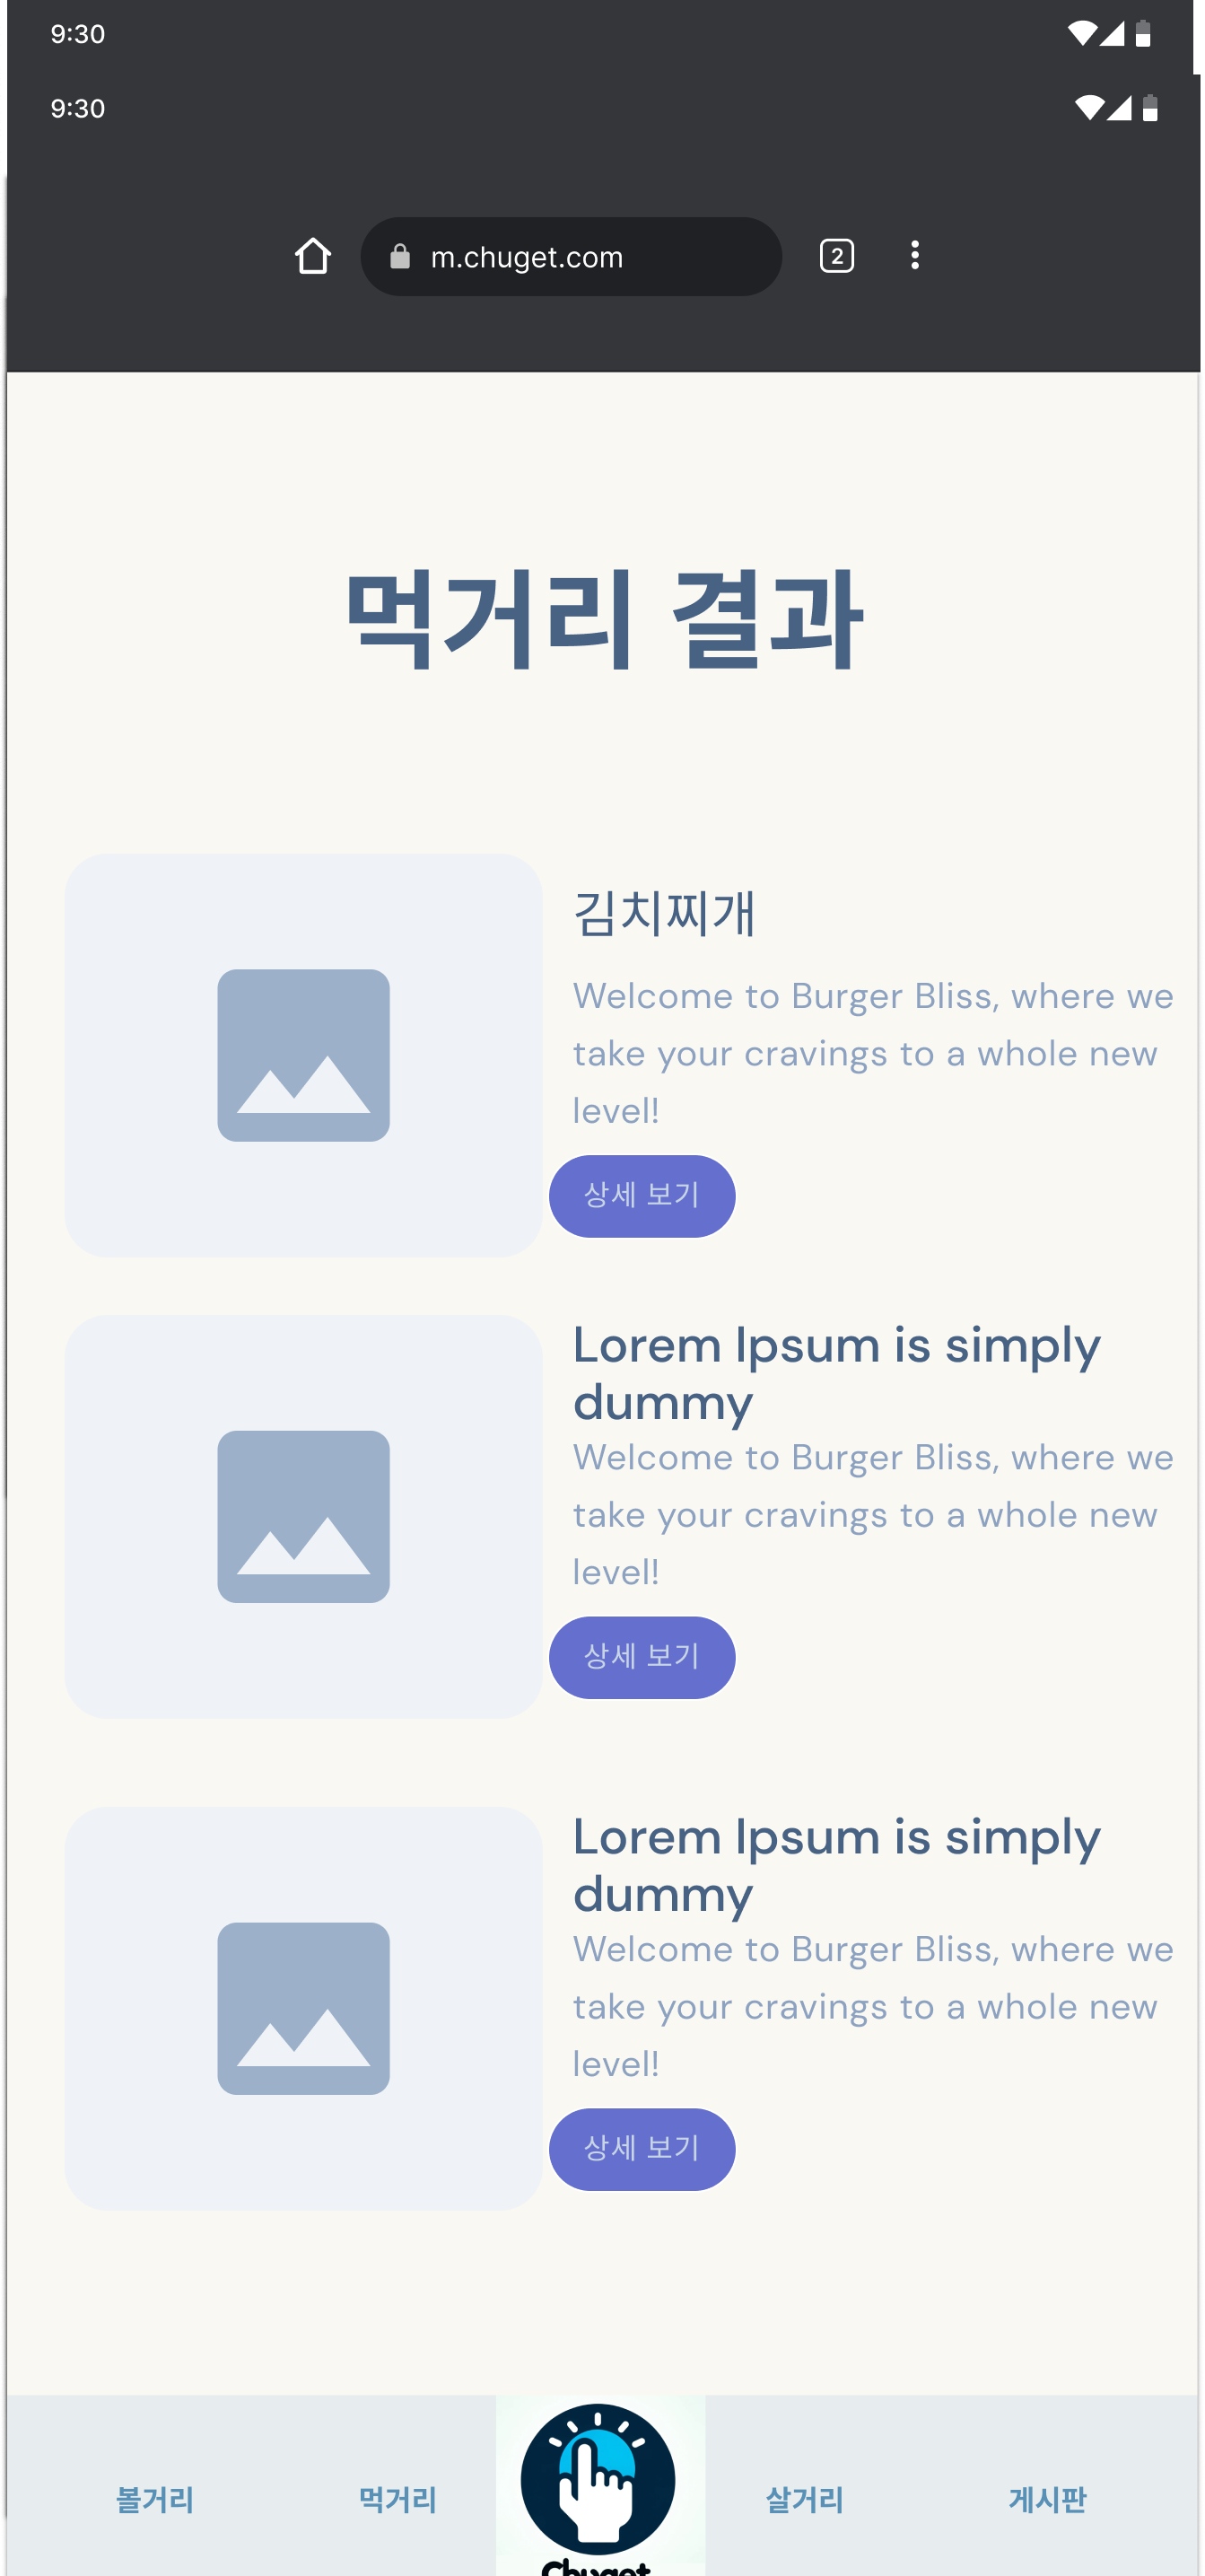 9:30
9:30
m.chuget.com
2
먹거리 결과
김치찌개
Welcome to Burger Bliss, where we
take your cravings to a whole new
level!
상세 보기
Lorem Ipsum is simply
dummy
Welcome to Burger Bliss, where we
take your cravings to a whole new
level!
상세 보기
Lorem Ipsum is simply
dummy
Welcome to Burger Bliss, where we
take your cravings to a whole new
level!
상세 보기
볼거리
먹거리
Chuget
살거리
게시판